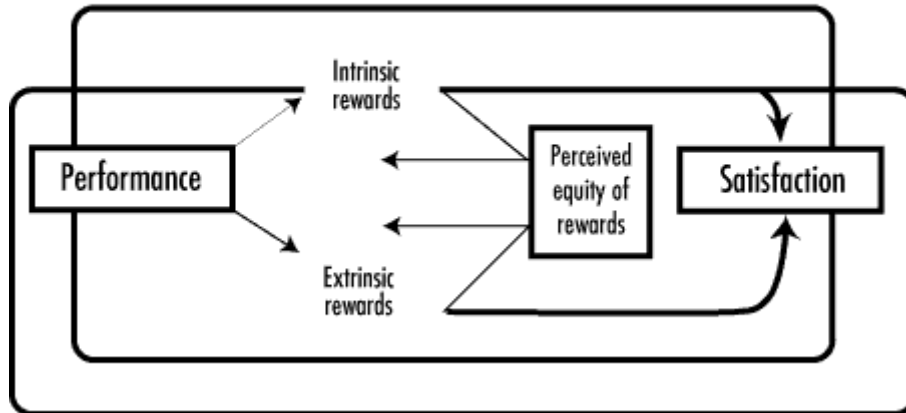 Intrinsic
rewards
Performance
Perceived
equity of
rewards
Satisfaction
Extrinsic
rewards